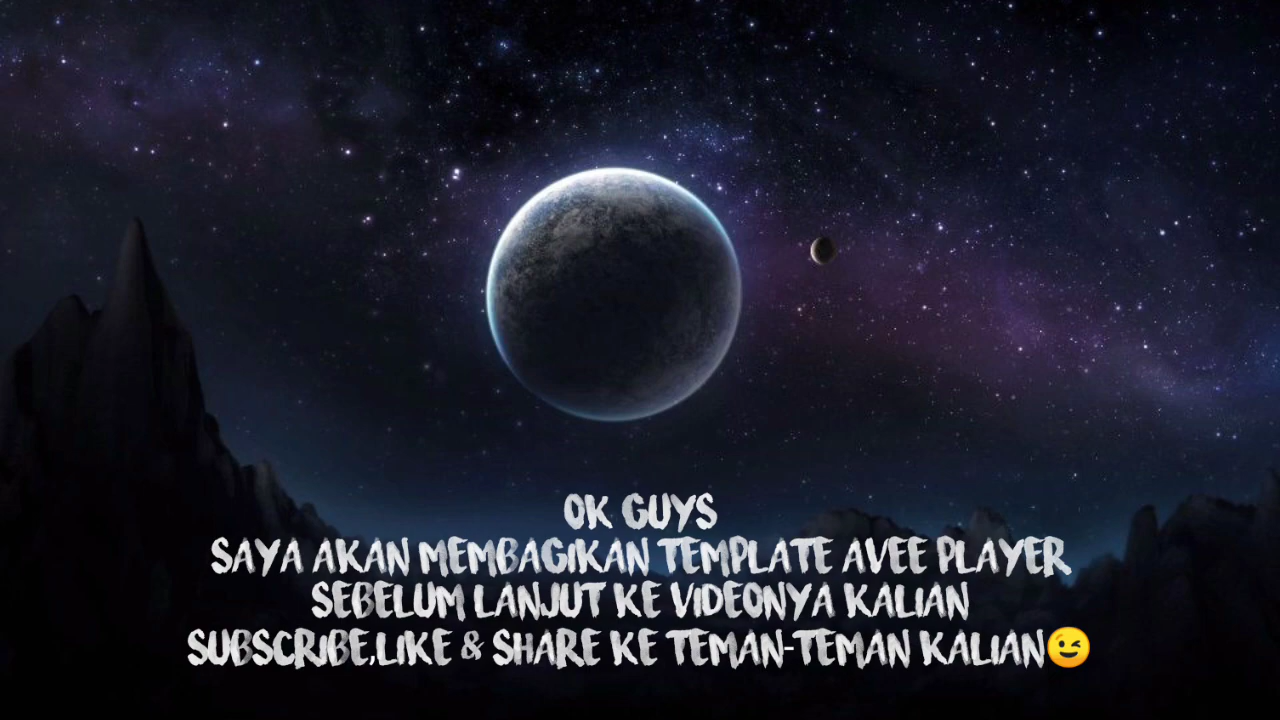 OK GUYS
SAYA AKAN MEMBAGIKAN TEMPLATE AVEE PLAYER
SEBELUM LANJUT KE VIDEONYA KALIAN
SUBSCRIBE,LIKE & SHARE KE TEMAN-TEMAN KALIAN😉